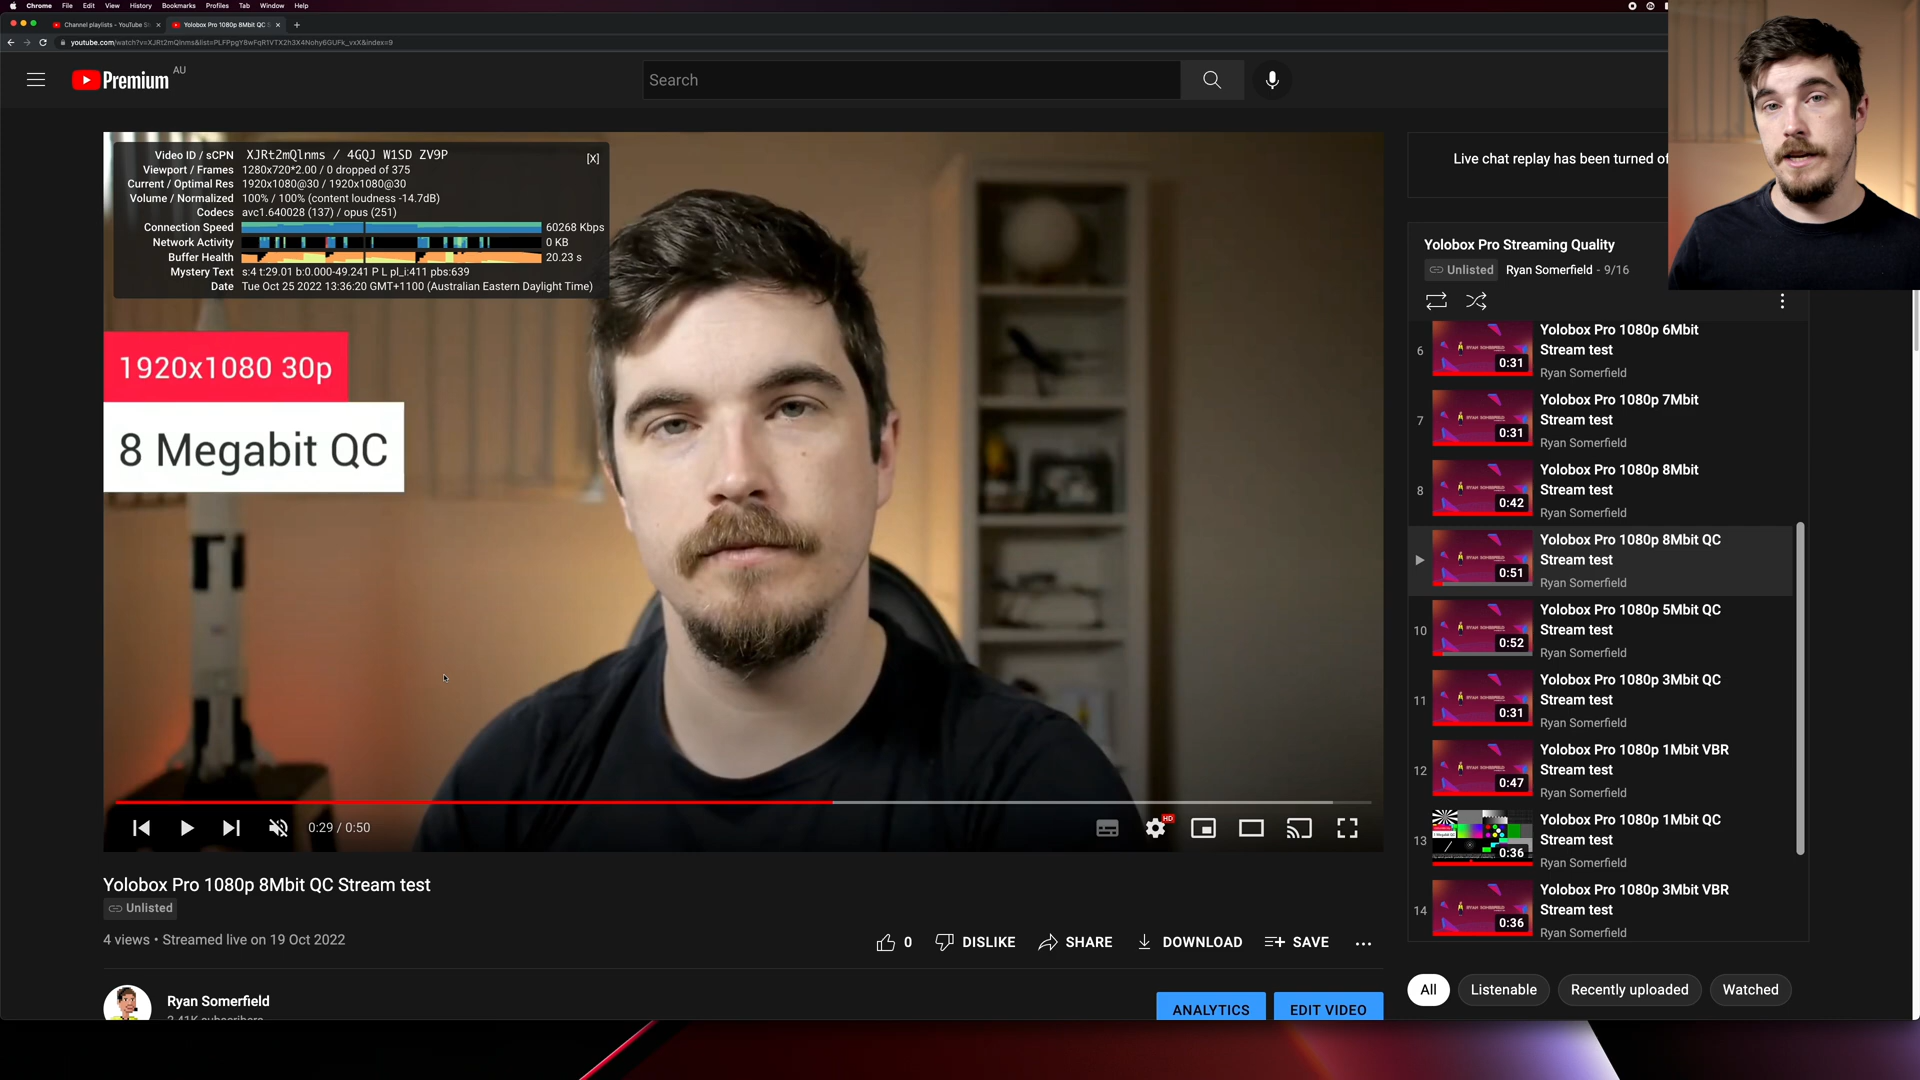 Chrome File Edit View History Bookmarks Profiles Tab Window Help
Channel playlists - YouTube St
Yolobox Pro 1080p 8Mbit QC S
youtube.com/watch?v=XJRt2mQlnms&list=PLFPpgY8wFqR1VTX2h3X4Nohy6GUFk_vxX&index=9
Premium AU
Search
Video ID / sCPN XJRt2mQlnms / 4GQJ W1SD ZV9P [X]
Viewport / Frames 1280x720*2.00 / 0 dropped of 375
Current / Optimal Res 1920x1080@30 / 1920x1080@30
Volume / Normalized 100% / 100% (content loudness -14.7dB)
Codecs avc1.640028 (137) / opus (251)
Connection Speed 60268 Kbps
Network Activity 0 KB
Buffer Health 20.23 s
Mystery Text s:4 t:29.01 b:0.000-49.241 P L pl_i:411 pbs:639
Date Tue Oct 25 2022 13:36:20 GMT+1100 (Australian Eastern Daylight Time)
1920x1080 30p
8 Megabit QC
0:29 / 0:50
HD
Yolobox Pro 1080p 8Mbit QC Stream test
Unlisted
4 views • Streamed live on 19 Oct 2022
0 DISLIKE SHARE DOWNLOAD SAVE ...
Ryan Somerfield
ANALYTICS EDIT VIDEO
Live chat replay has been turned of
Yolobox Pro Streaming Quality
Unlisted Ryan Somerfield - 9/16
6 0:31
Yolobox Pro 1080p 6Mbit
Stream test
Ryan Somerfield
7 0:31
Yolobox Pro 1080p 7Mbit
Stream test
Ryan Somerfield
8 0:42
Yolobox Pro 1080p 8Mbit
Stream test
Ryan Somerfield
0:51
Yolobox Pro 1080p 8Mbit QC
Stream test
Ryan Somerfield
10 0:52
Yolobox Pro 1080p 5Mbit QC
Stream test
Ryan Somerfield
11 0:31
Yolobox Pro 1080p 3Mbit QC
Stream test
Ryan Somerfield
12 0:47
Yolobox Pro 1080p 1Mbit VBR
Stream test
Ryan Somerfield
13 0:36
Yolobox Pro 1080p 1Mbit QC
Stream test
Ryan Somerfield
14 0:36
Yolobox Pro 1080p 3Mbit VBR
Stream test
Ryan Somerfield
All Listenable Recently uploaded Watched